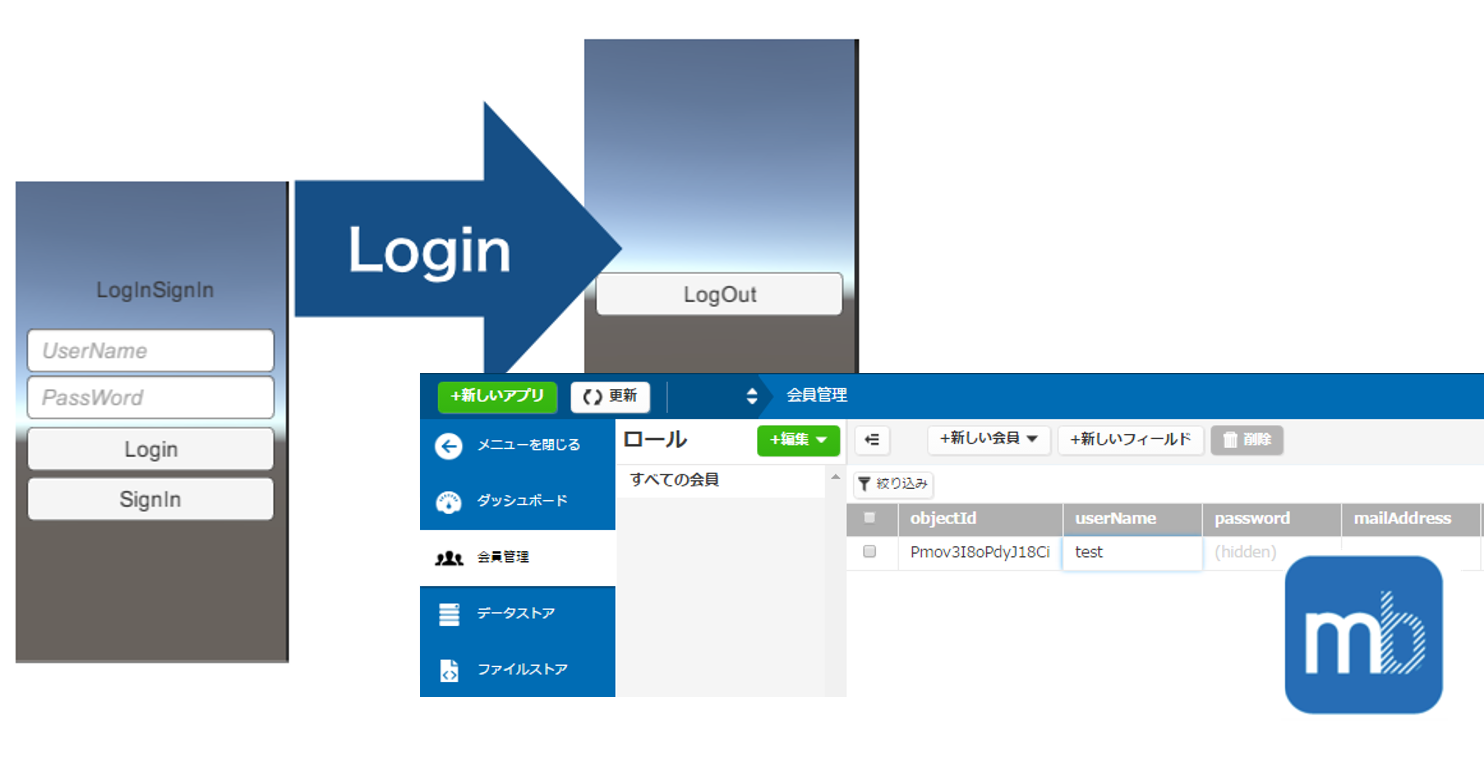 LogInSignIn
UserName
PassWord
Login
SignIn
Login
LogOut
+新しいアプリ 更新 会員管理
メニューを閉じる
ダッシュボード
会員管理
データストア
ファイルストア
ロール +編集
すべての会員
+新しい会員 +新しいフィールド 削除
絞り込み
objectId userName password mailAddress
Pmov3I8oPdyJ18Ci test (hidden)
mb